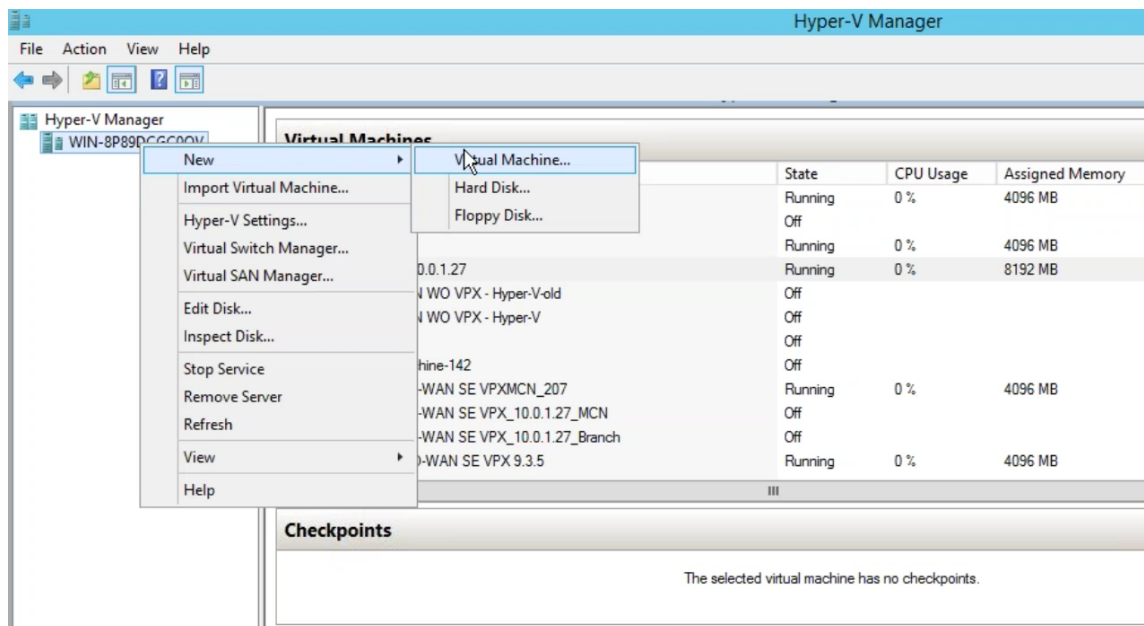 Hyper-V Manager
File Action View Help
Hyper-V Manager
WIN-8P89DCGC0QV
Virtual Machines
New
Import Virtual Machine...
Hyper-V Settings...
Virtual Switch Manager...
Virtual SAN Manager...
Edit Disk...
Inspect Disk...
Stop Service
Remove Server
Refresh
View
Help
Virtual Machine...
Hard Disk...
Floppy Disk...
State CPU Usage Assigned Memory
Running 0 % 4096 MB
Off
Running 0 % 4096 MB
0.0.1.27 Running 0 % 8192 MB
WO VPX - Hyper-V-old Off
WO VPX - Hyper-V Off
Off
hine-142 Off
-WAN SE VPXMCN_207 Running 0 % 4096 MB
-WAN SE VPX_10.0.1.27_MCN Off
-WAN SE VPX_10.0.1.27_Branch Off
-WAN SE VPX 9.3.5 Running 0 % 4096 MB
Checkpoints
The selected virtual machine has no checkpoints.